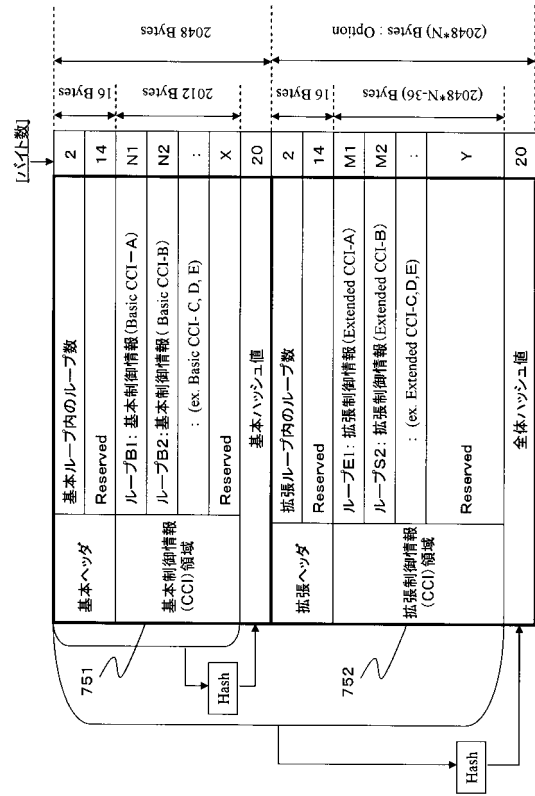 [バイト数]
基本ヘッダ
基本ループ内のループ数
2
16 Bytes
2048 Bytes
Reserved
14
基本制御情報
(CCI)領域
ループB1:基本制御情報(Basic CCI-A)
N1
2012 Bytes
ループB2:基本制御情報( Basic CCI-B)
N2
: (ex. Basic CCI- C, D, E)
:
Reserved
X
基本ハッシュ値
20
拡張ヘッダ
拡張ループ内のループ数
2
16 Bytes
(2048*N) Bytes : Option
Reserved
14
拡張制御情報
(CCI)領域
ループE1:拡張制御情報(Extended CCI-A)
M1
(2048*N-36) Bytes
ループS2:拡張制御情報(Extended CCI-B)
M2
: (ex. Extended CCI-C,D,E)
:
Reserved
Y
全体ハッシュ値
20
751
Hash
752
Hash